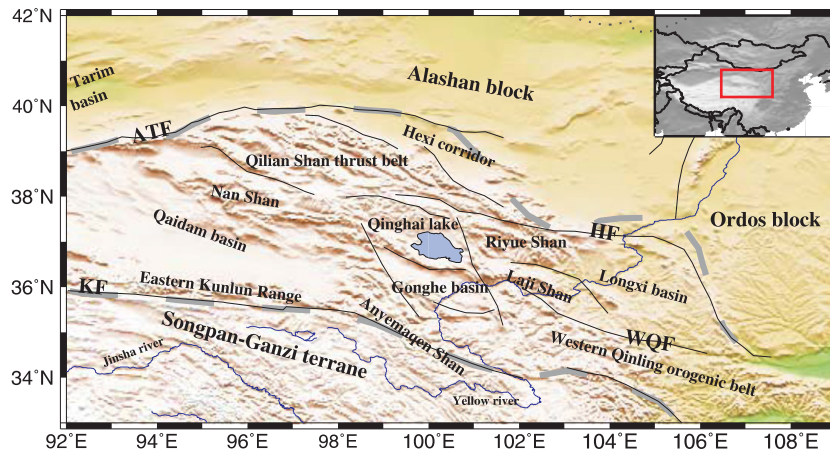 42°N
40°N
38°N
36°N
34°N
Tarim
basin
Alashan block
ATF
Hexi corridor
Qilian Shan thrust belt
Nan Shan
Qinghai lake
Qaidam basin
Riyue Shan
HF
Ordos block
KF
Eastern Kunlun Range
Gonghe basin
Laji Shan
Longxi basin
Anyemaqen Shan
Songpan-Ganzi terrane
WQF
Western Qinling orogenic belt
Jinsha river
Yellow river
92°E
94°E
96°E
98°E
100°E
102°E
104°E
106°E
108°E